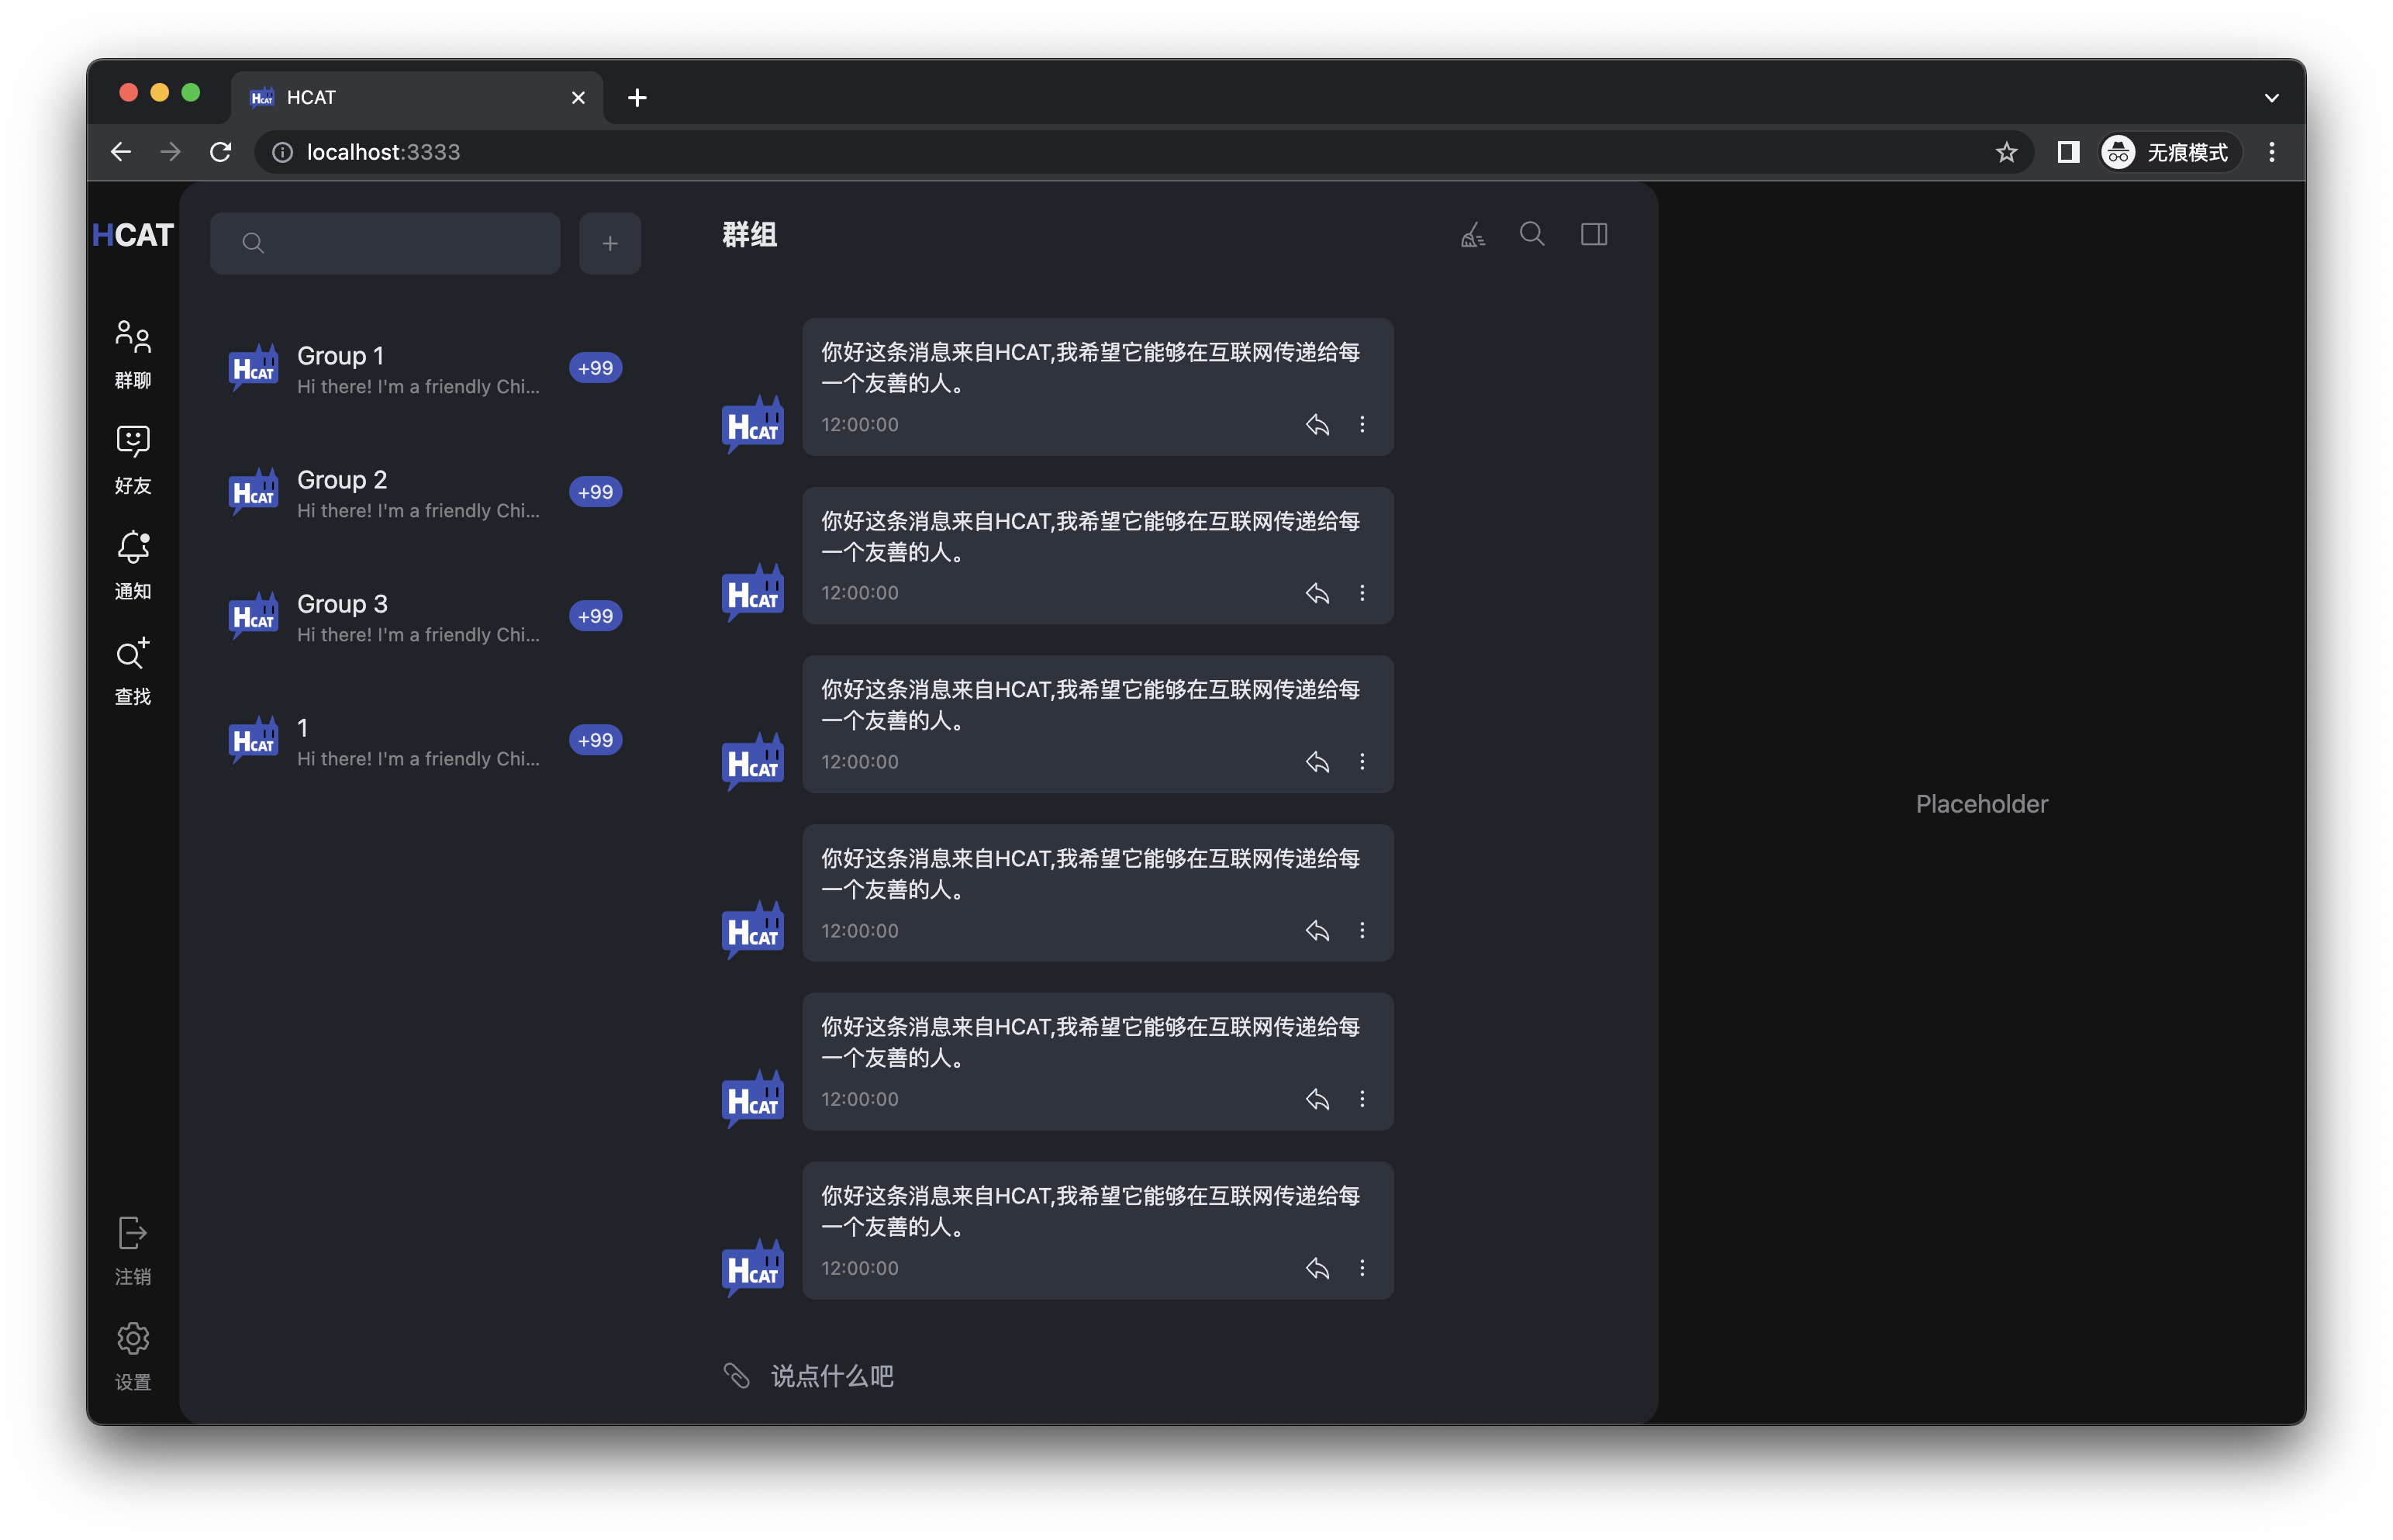 HCAT
localhost:3333
无痕模式
HCAT
群聊
好友
通知
查找
注销
设置
HCAT
Group 1
Hi there! I'm a friendly Chi...
+99
HCAT
Group 2
Hi there! I'm a friendly Chi...
+99
HCAT
Group 3
Hi there! I'm a friendly Chi...
+99
HCAT
1
Hi there! I'm a friendly Chi...
+99
群组
你好这条消息来自HCAT,我希望它能够在互联网传递给每
一个友善的人。
HCAT
12:00:00
你好这条消息来自HCAT,我希望它能够在互联网传递给每
一个友善的人。
HCAT
12:00:00
你好这条消息来自HCAT,我希望它能够在互联网传递给每
一个友善的人。
HCAT
12:00:00
你好这条消息来自HCAT,我希望它能够在互联网传递给每
一个友善的人。
HCAT
12:00:00
你好这条消息来自HCAT,我希望它能够在互联网传递给每
一个友善的人。
HCAT
12:00:00
你好这条消息来自HCAT,我希望它能够在互联网传递给每
一个友善的人。
HCAT
12:00:00
说点什么吧
Placeholder